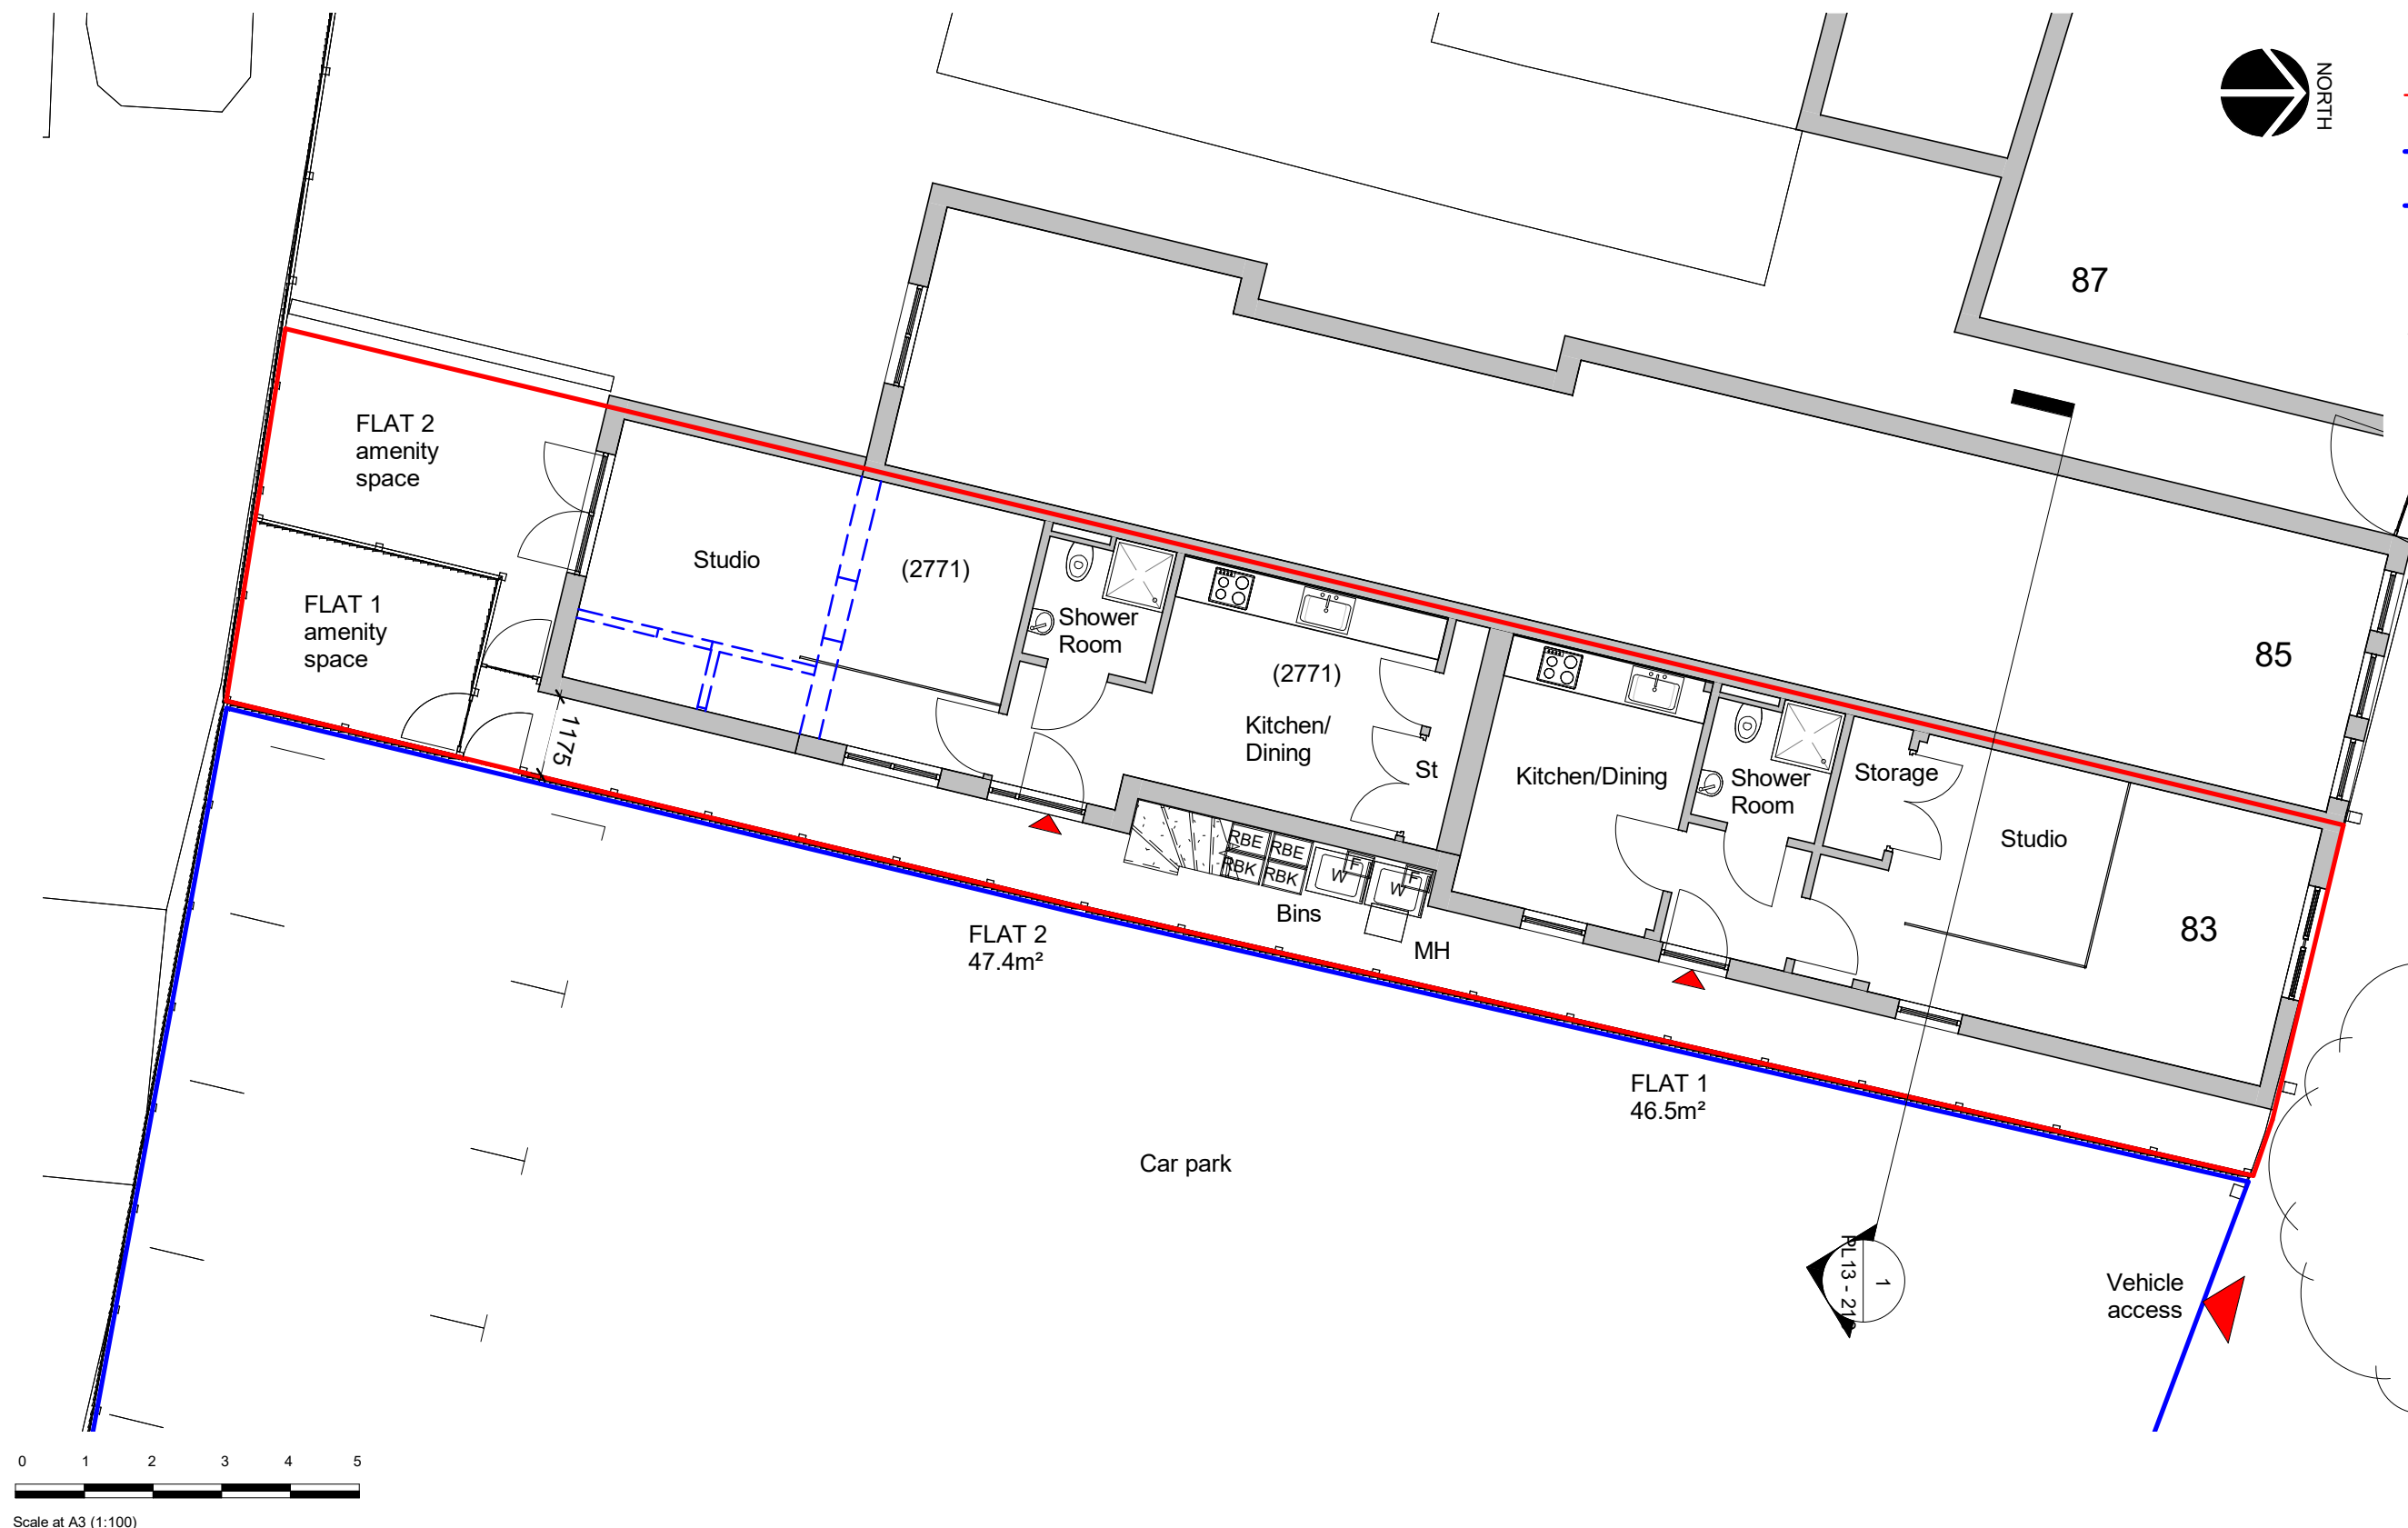 NORTH
87
FLAT 2
amenity
space
Studio
(2771)
FLAT 1
amenity
space
Shower
Room
(2771)
Kitchen/
Dining
St
1175
85
Kitchen/Dining
Shower
Room
Storage
Studio
83
RBE
RBE
RBK
RBK
W
F
W
F
Bins
MH
FLAT 2
47.4m²
FLAT 1
46.5m²
Car park
1
Vehicle
access
0 1 2 3 4 5
Scale at A3 (1:100)